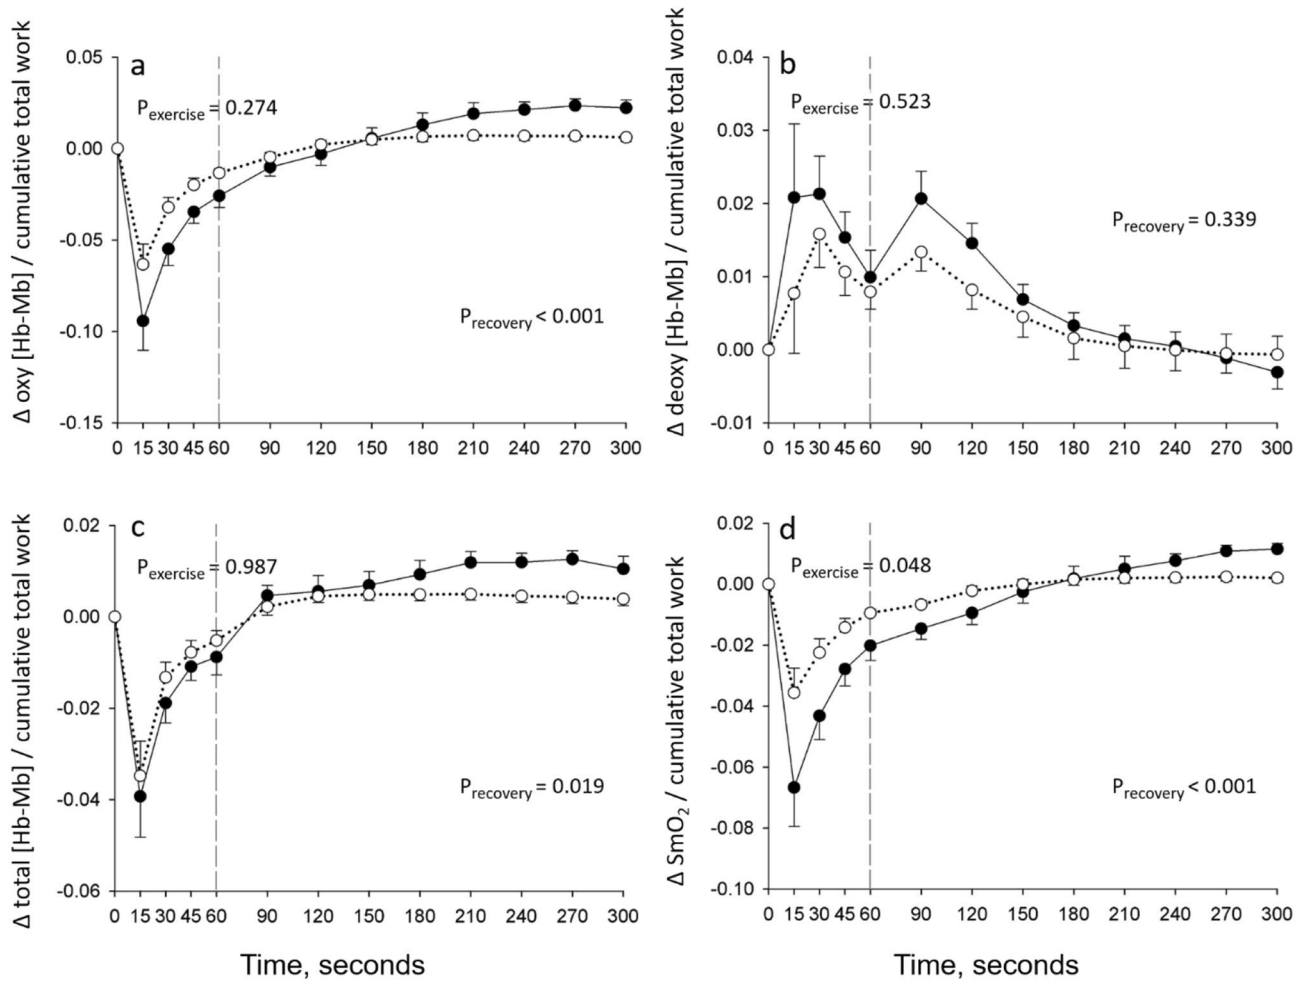 a
Δ oxy [Hb-Mb] / cumulative total work
0.05
0.00
-0.05
-0.10
-0.15
Pexercise = 0.274
Precovery < 0.001
0 15 30 45 60 90 120 150 180 210 240 270 300
b
Δ deoxy [Hb-Mb] / cumulative total work
0.04
0.03
0.02
0.01
0.00
-0.01
Pexercise = 0.523
Precovery = 0.339
0 15 30 45 60 90 120 150 180 210 240 270 300
c
Δ total [Hb-Mb] / cumulative total work
0.02
0.00
-0.02
-0.04
-0.06
Pexercise = 0.987
Precovery = 0.019
0 15 30 45 60 90 120 150 180 210 240 270 300
Time, seconds
d
Δ SmO2 / cumulative total work
0.02
0.00
-0.02
-0.04
-0.06
-0.08
-0.10
Pexercise = 0.048
Precovery < 0.001
0 15 30 45 60 90 120 150 180 210 240 270 300
Time, seconds